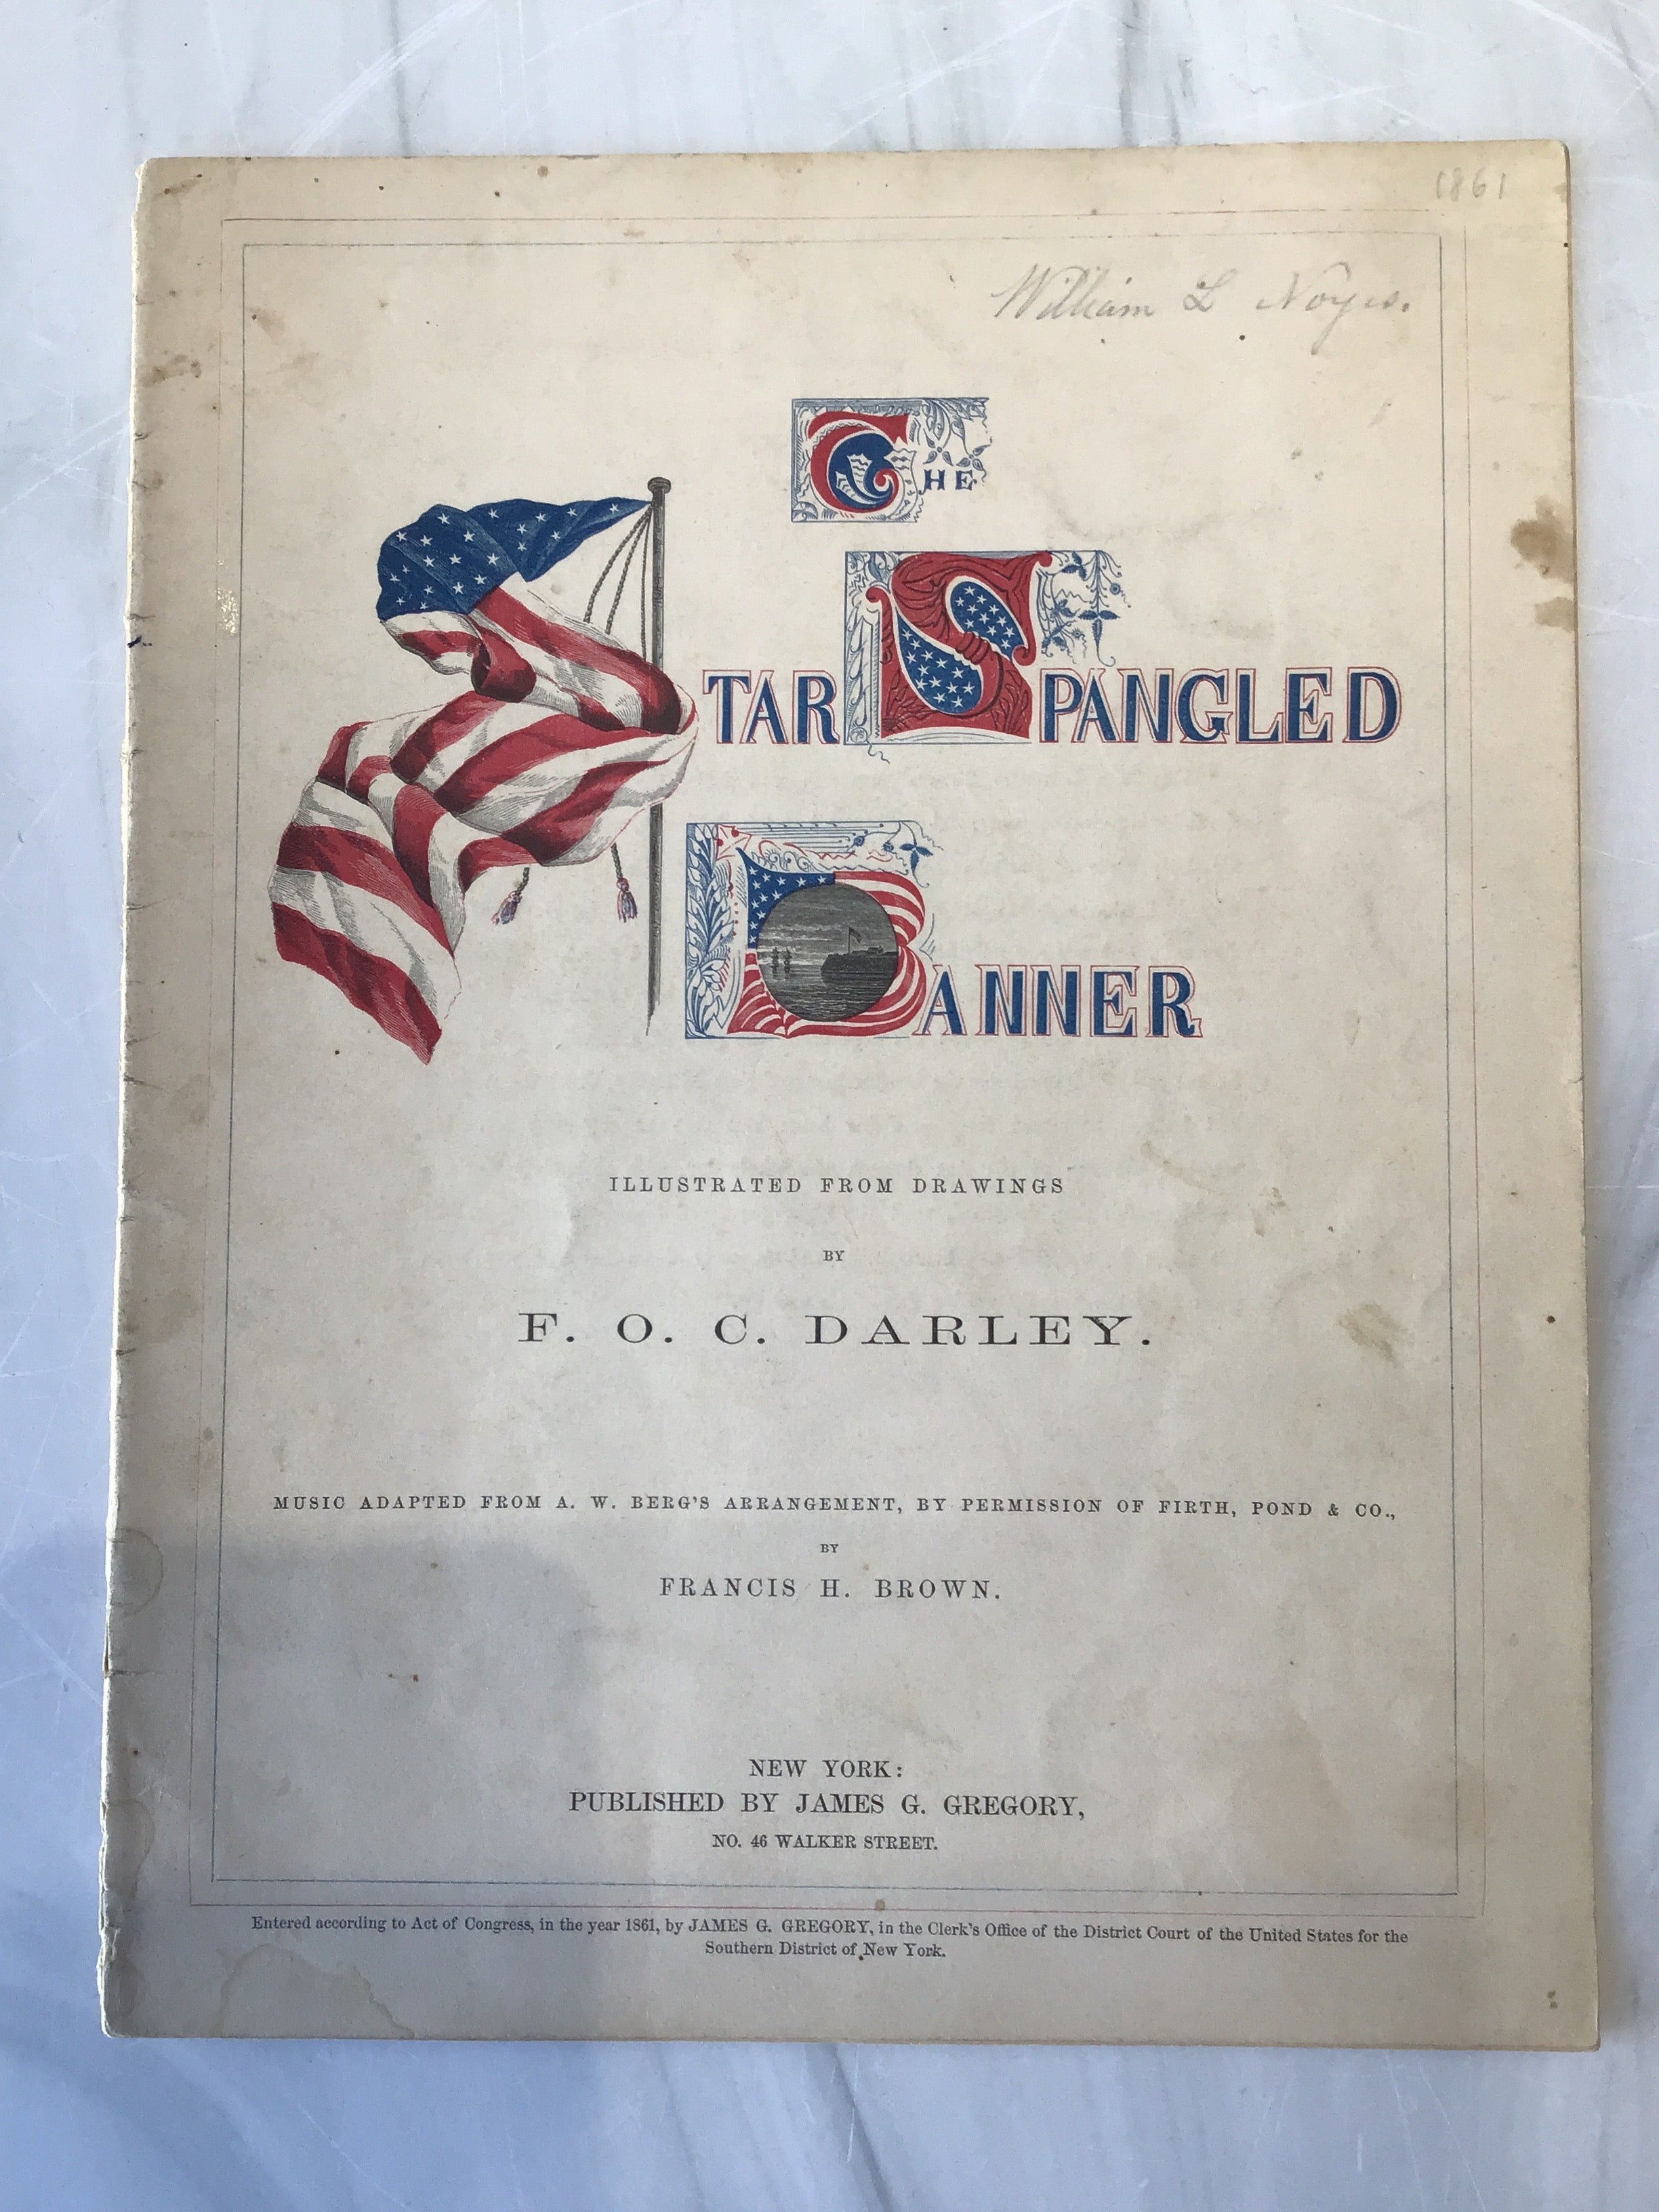 1861
William L Noyes.
THE
STAR SPANGLED
BANNER
ILLUSTRATED FROM DRAWINGS
BY
F. O. C. DARLEY.
MUSIC ADAPTED FROM A. W. BERG'S ARRANGEMENT, BY PERMISSION OF FIRTH, POND & CO.,
BY
FRANCIS H. BROWN.
NEW YORK:
PUBLISHED BY JAMES G. GREGORY,
NO. 46 WALKER STREET.
Entered according to Act of Congress, in the year 1861, by JAMES G. GREGORY, in the Clerk's Office of the District Court of the United States for the
Southern District of New York.